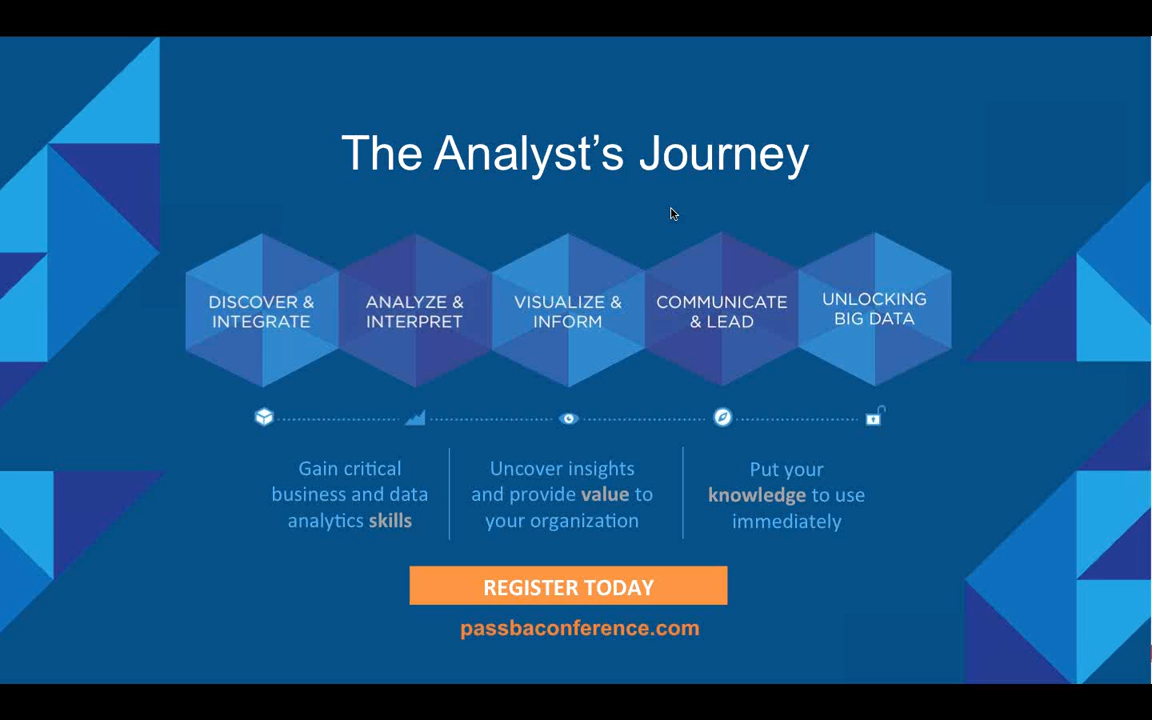 The Analyst’s Journey
DISCOVER &
INTEGRATE
ANALYZE &
INTERPRET
VISUALIZE &
INFORM
COMMUNICATE
& LEAD
UNLOCKING
BIG DATA
Gain critical
business and data
analytics skills
Uncover insights
and provide value to
your organization
Put your
knowledge to use
immediately
REGISTER TODAY
passbaconference.com